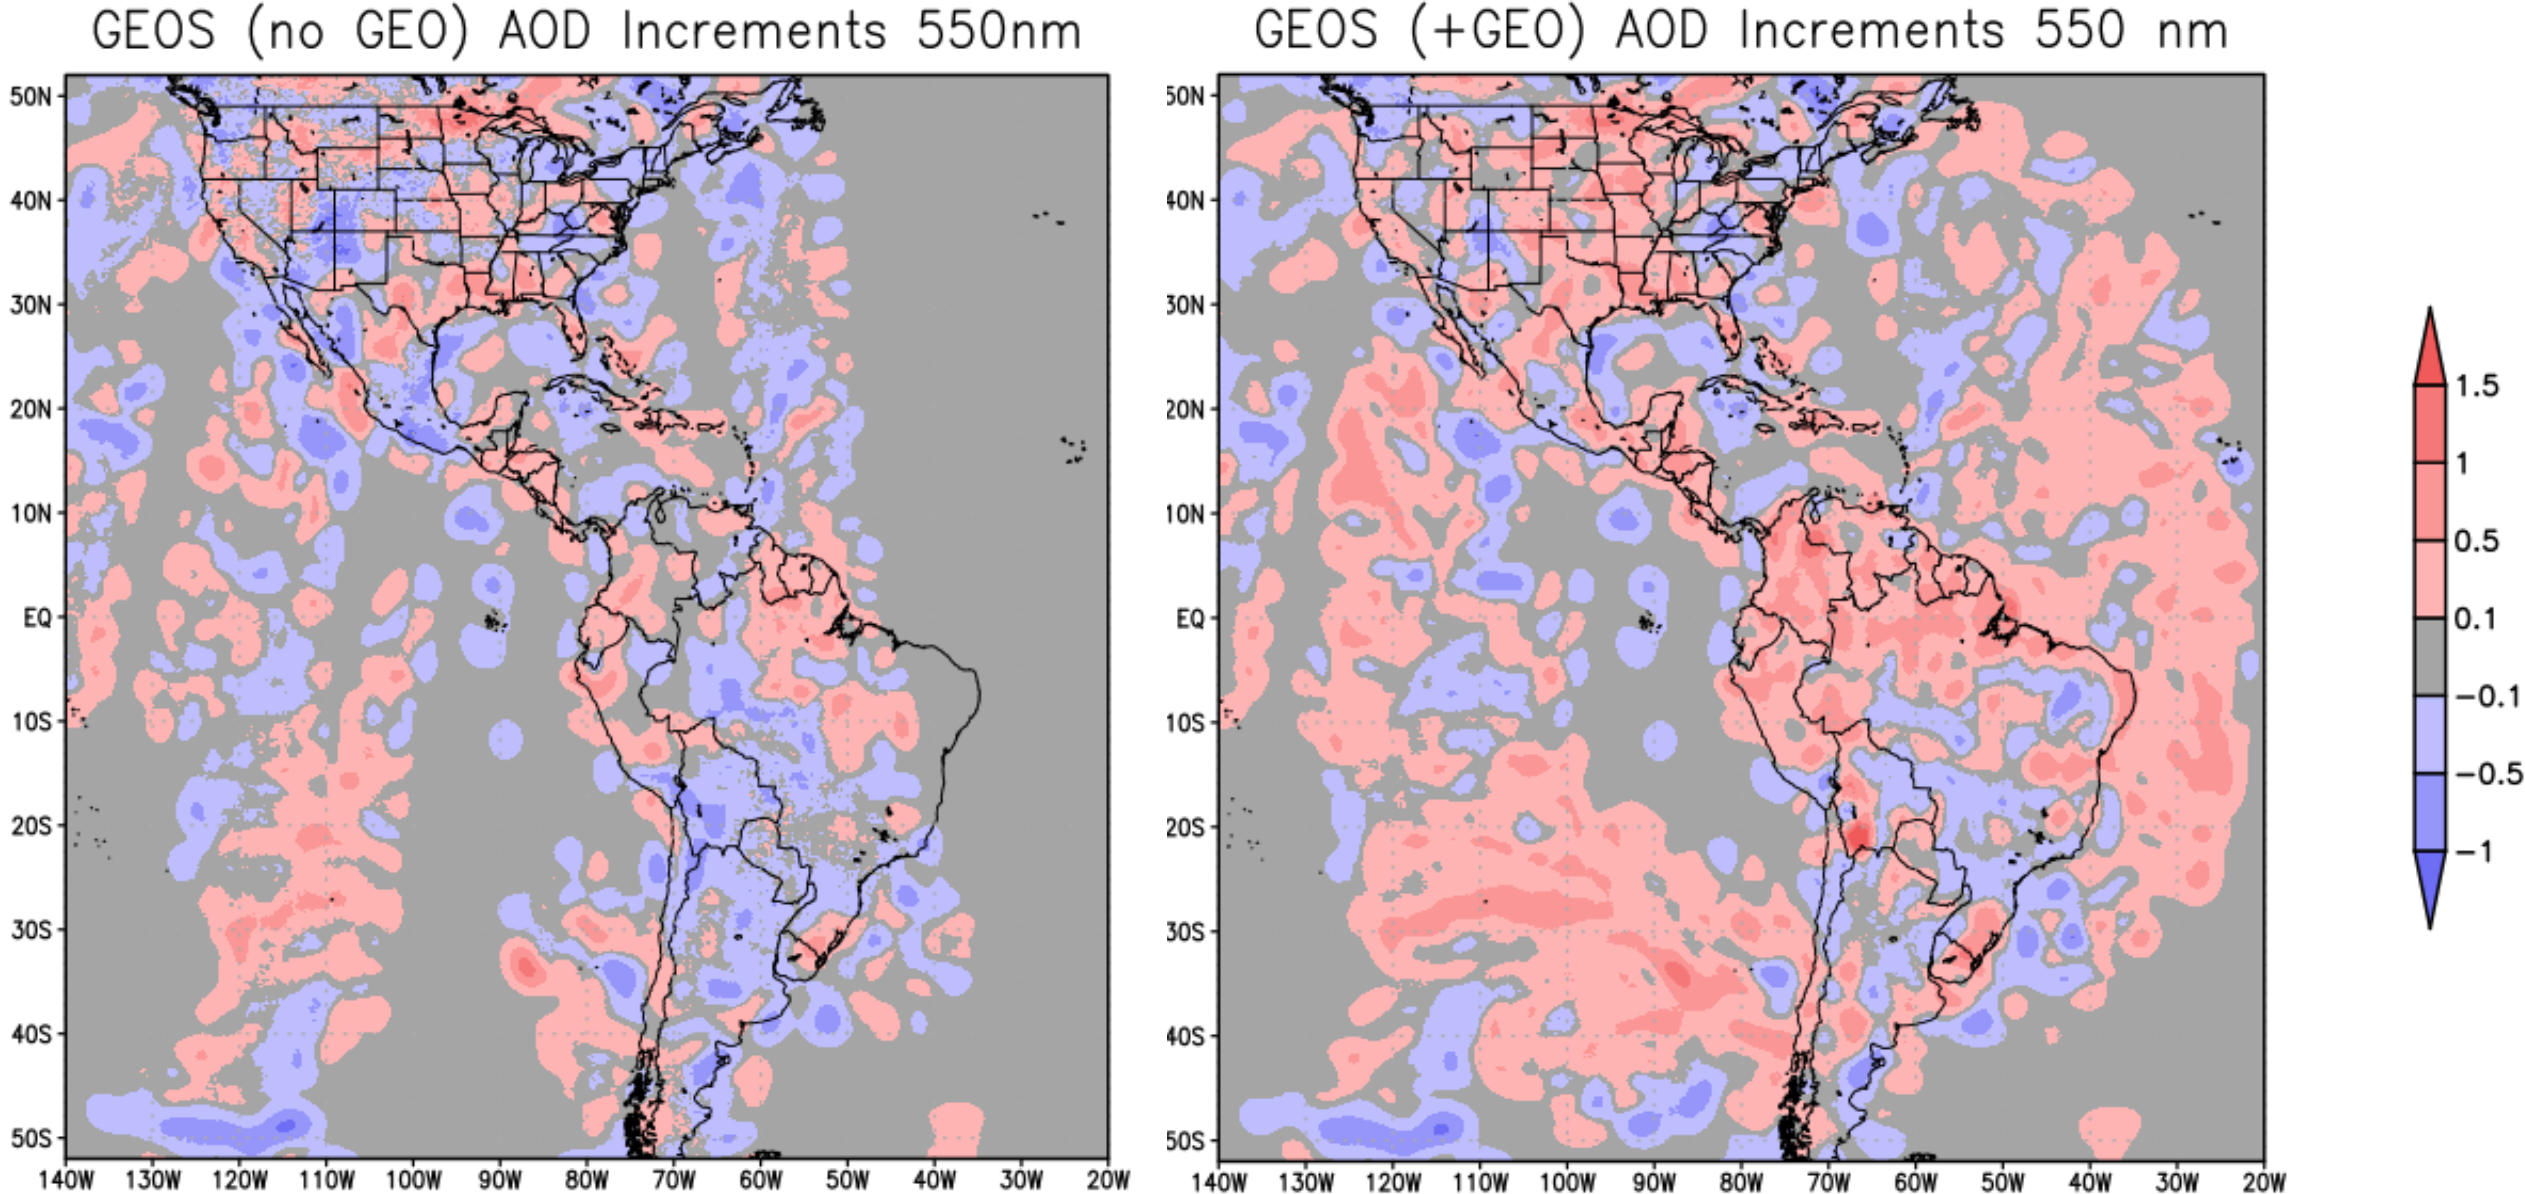 GEOS (no GEO) AOD Increments 550nm
GEOS (+GEO) AOD Increments 550 nm
50N
40N
30N
20N
10N
EQ
10S
20S
30S
40S
50S
140W 130W 120W 110W 100W 90W 80W 70W 60W 50W 40W 30W 20W
50N
40N
30N
20N
10N
EQ
10S
20S
30S
40S
50S
140W 130W 120W 110W 100W 90W 80W 70W 60W 50W 40W 30W 20W
1.5
1
0.5
0.1
−0.1
−0.5
−1